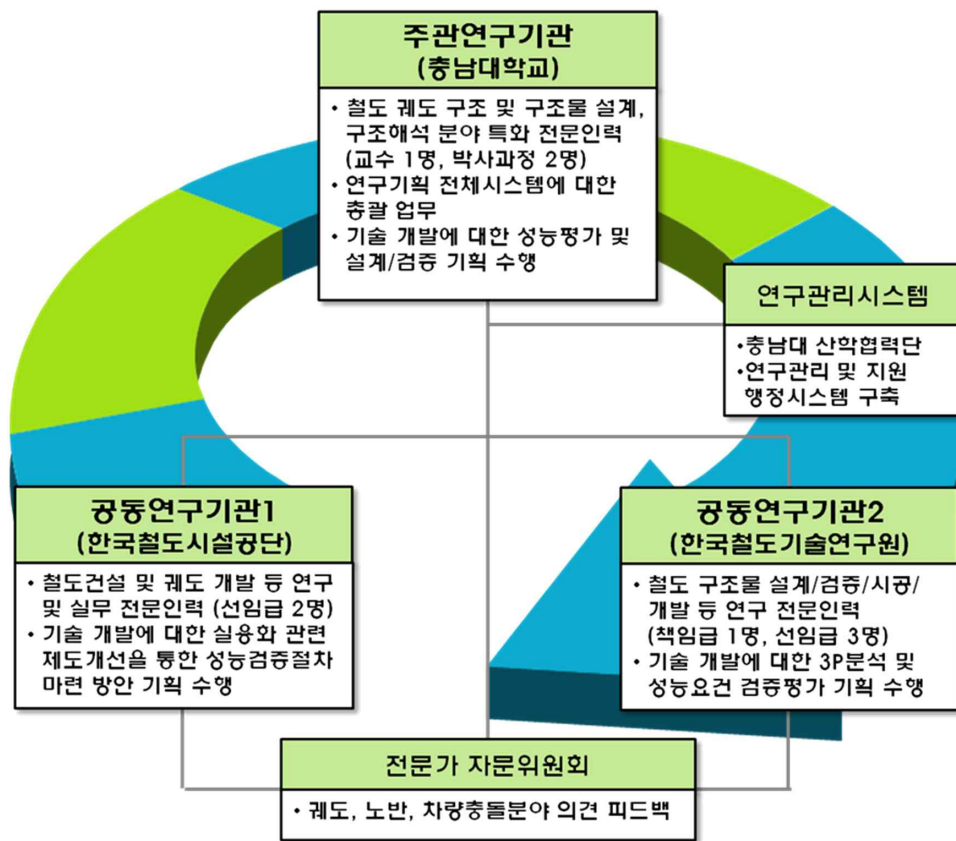 주관연구기관
(충남대학교)
• 철도 궤도 구조 및 구조물 설계,
구조해석 분야 특화 전문인력
(교수 1명, 박사과정 2명)
• 연구기획 전체시스템에 대한
총괄 업무
• 기술 개발에 대한 성능평가 및
설계/검증 기획 수행
연구관리시스템
•충남대 산학협력단
•연구관리 및 지원
행정시스템 구축
공동연구기관1
(한국철도시설공단)
• 철도건설 및 궤도 개발 등 연구
및 실무 전문인력 (선임급 2명)
• 기술 개발에 대한 실용화 관련
제도개선을 통한 성능검증절차
마련 방안 기획 수행
공동연구기관2
(한국철도기술연구원)
• 철도 구조물 설계/검증/시공/
개발 등 연구 전문인력
(책임급 1명, 선임급 3명)
• 기술 개발에 대한 3P분석 및
성능요건 검증평가 기획 수행
전문가 자문위원회
• 궤도, 노반, 차량충돌분야 의견 피드백